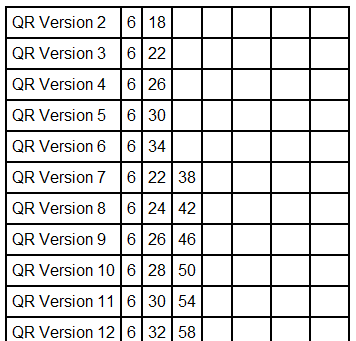 QR Version 2 6 18
QR Version 3 6 22
QR Version 4 6 26
QR Version 5 6 30
QR Version 6 6 34
QR Version 7 6 22 38
QR Version 8 6 24 42
QR Version 9 6 26 46
QR Version 10 6 28 50
QR Version 11 6 30 54
QR Version 12 6 32 58